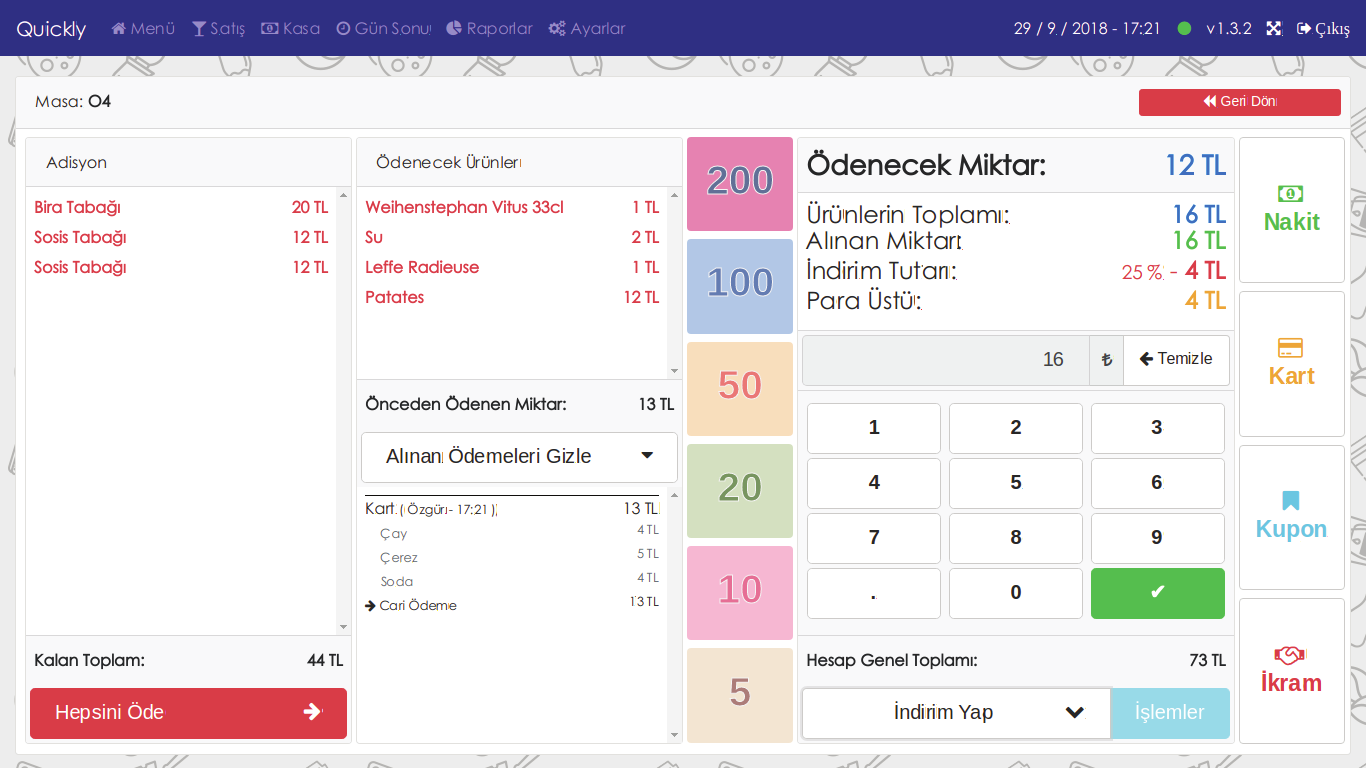 Quickly Menü Satış Kasa Gün Sonu Raporlar Ayarlar 29 / 9 / 2018 - 17:21 v1.3.2 Çıkış
Masa: O4
Geri Dön
Adisyon
Bira Tabağı 20 TL
Sosis Tabağı 12 TL
Sosis Tabağı 12 TL
Kalan Toplam: 44 TL
Hepsini Öde
Ödenecek Ürünler
Weihenstephan Vitus 33cl 1 TL
Su 2 TL
Leffe Radieuse 1 TL
Patates 12 TL
Önceden Ödenen Miktar: 13 TL
Alınan Ödemeleri Gizle
Kart ( Özgür - 17:21 ) 13 TL
Çay 4 TL
Çerez 5 TL
Soda 4 TL
Cari Ödeme 13 TL
200
100
50
20
10
5
Ödenecek Miktar: 12 TL
Ürünlerin Toplamı: 16 TL
Alınan Miktar: 16 TL
İndirim Tutarı: 25 % - 4 TL
Para Üstü: 4 TL
16 ₺ Temizle
1 2 3
4 5 6
7 8 9
. 0 ✔
Hesap Genel Toplamı: 73 TL
İndirim Yap İşlemler
Nakit
Kart
Kupon
İkram